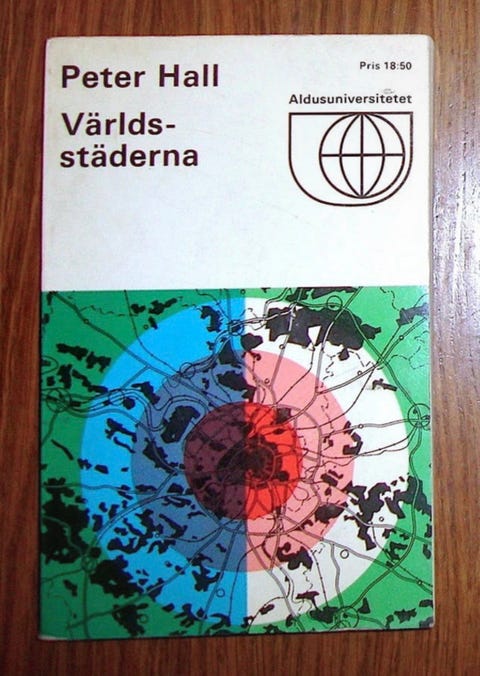 Peter Hall
Världs-
städerna
Pris 18:50
Aldusuniversitetet